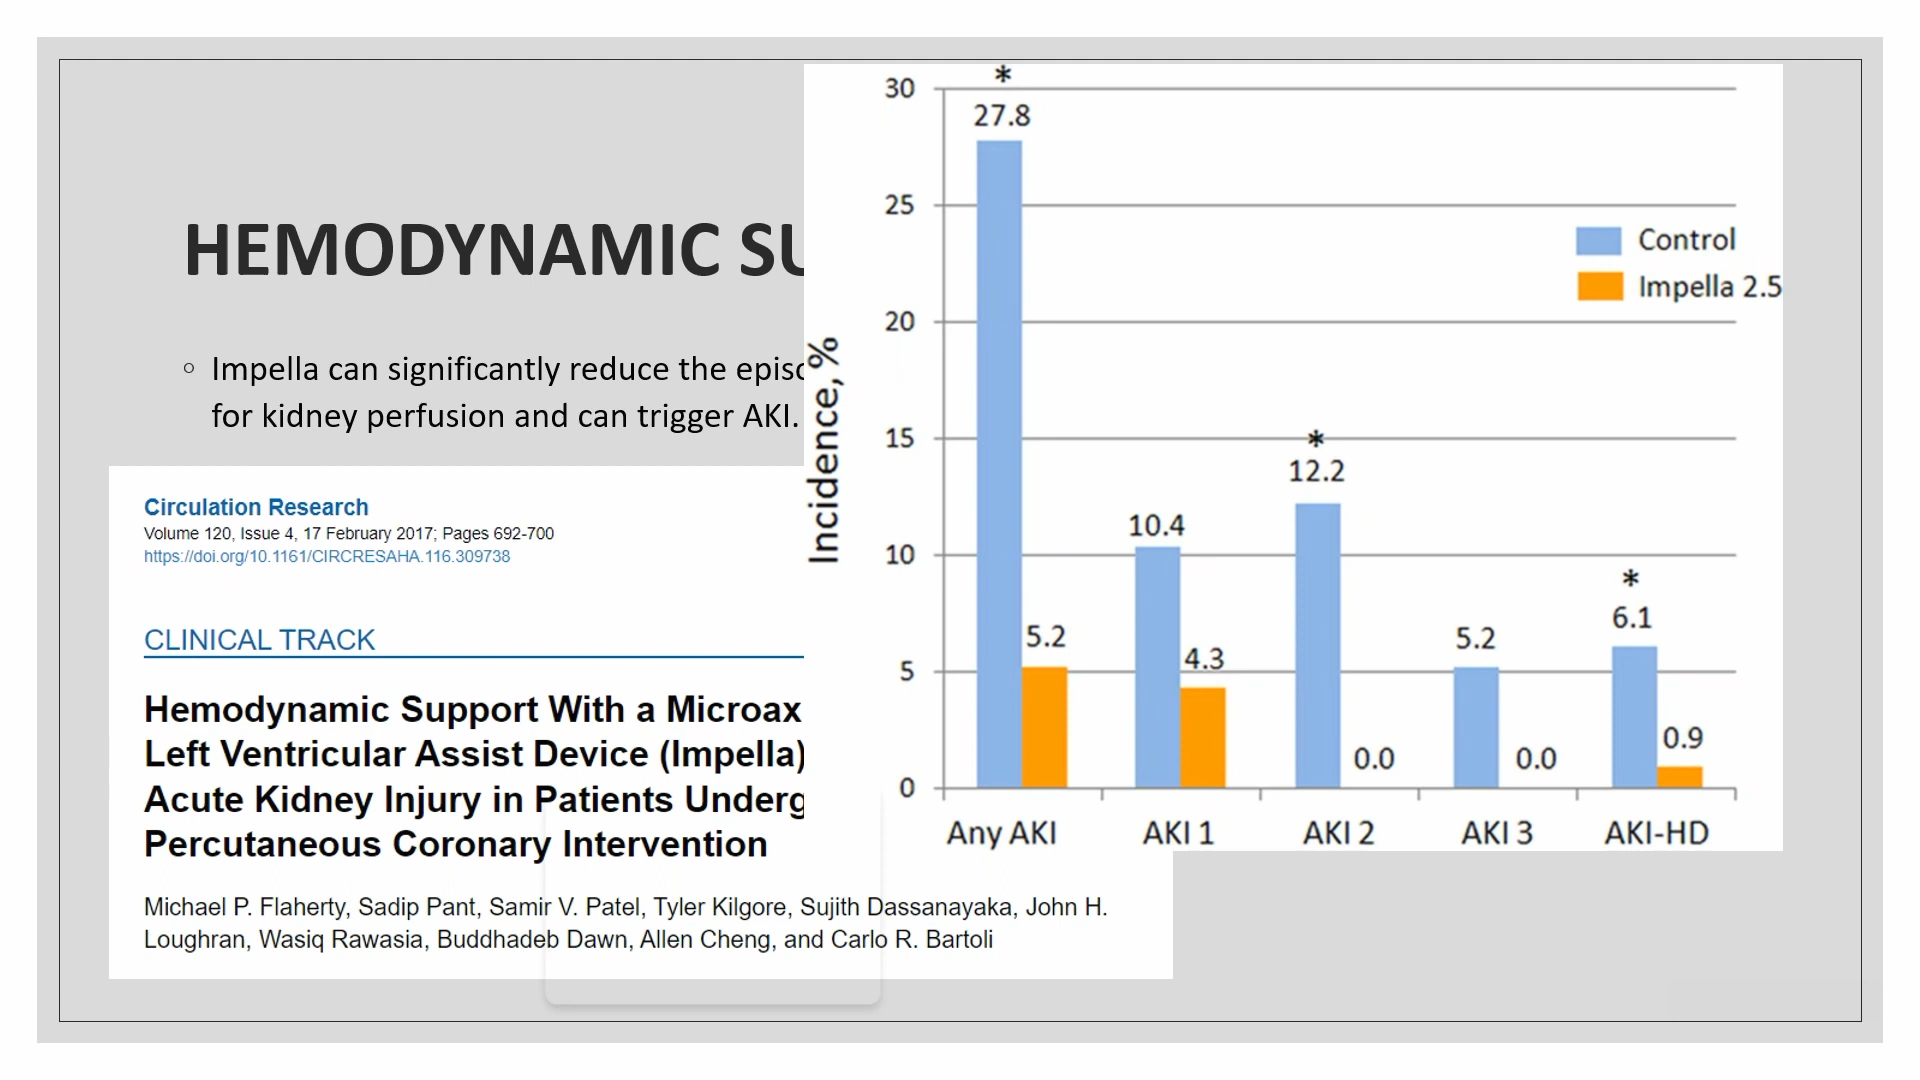 HEMODYNAMIC
Impella can significantly reduce the
for kidney perfusion and can trigger AKI.
Circulation Research
Volume 120, Issue 4, 17 February 2017; Pages 692-700
https://doi.org/10.1161/CIRCRESAHA.116.309738
CLINICAL TRACK
Hemodynamic Support With a Microax
Left Ventricular Assist Device (Impella)
Acute Kidney Injury in Patients Underg
Percutaneous Coronary Intervention
Michael P. Flaherty, Sadip Pant, Samir V. Patel, Tyler Kilgore, Sujith Dassanayaka, John H.
Loughran, Wasiq Rawasia, Buddhadeb Dawn, Allen Cheng, and Carlo R. Bartoli
Incidence, %
30
25
20
15
10
5
0
*
27.8
5.2
10.4
4.3
*
12.2
0.0
5.2
0.0
*
6.1
0.9
Control
Impella 2.5
Any AKI
AKI 1
AKI 2
AKI 3
AKI-HD